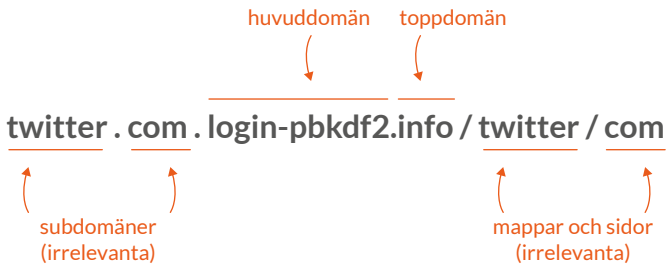 huvuddomän toppdomän
twitter . com . login-pbkdf2.info / twitter / com
subdomäner
(irrelevanta)
mappar och sidor
(irrelevanta)